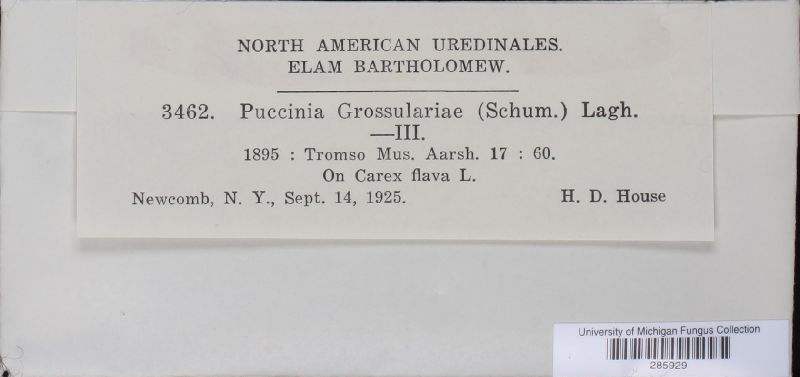 NORTH AMERICAN UREDINALES.
ELAM BARTHOLOMEW.
3462. Puccinia Grossulariae (Schum.) Lagh.
—III.
1895 : Tromso Mus. Aarsh. 17 : 60.
On Carex flava L.
Newcomb, N. Y., Sept. 14, 1925. H. D. House
University of Michigan Fungus Collection
285929